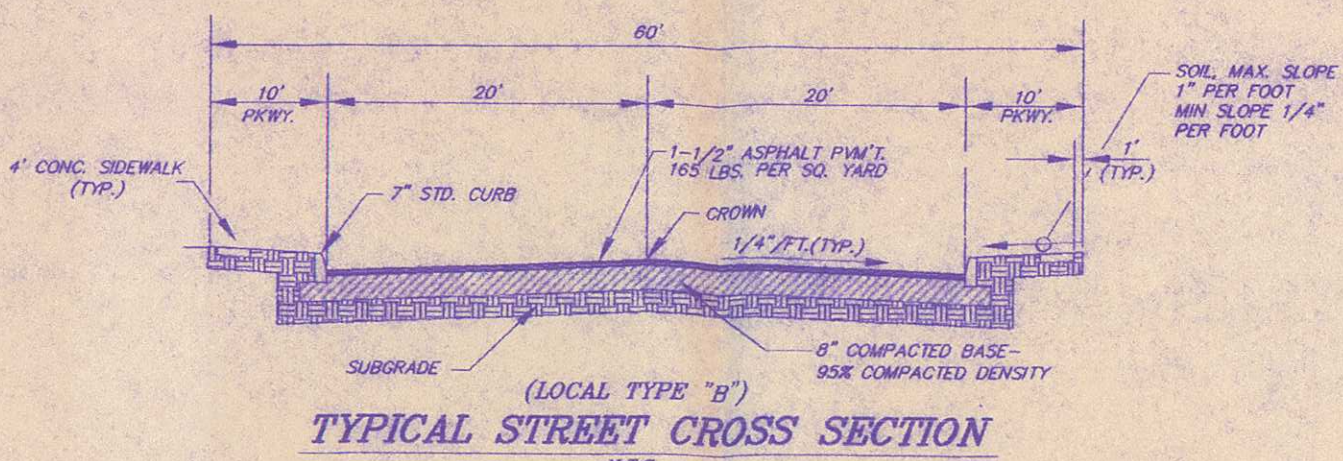 60'
10'
PKWY.
20'
20'
10'
PKWY.
SOIL, MAX. SLOPE
1" PER FOOT
MIN SLOPE 1/4"
PER FOOT
1'
(TYP.)
4' CONC. SIDEWALK
(TYP.)
7" STD. CURB
1-1/2" ASPHALT PVM'T.
165 LBS. PER SQ. YARD
CROWN
1/4"/FT.(TYP.)
SUBGRADE
8" COMPACTED BASE-
95% COMPACTED DENSITY
(LOCAL TYPE "B")
TYPICAL STREET CROSS SECTION